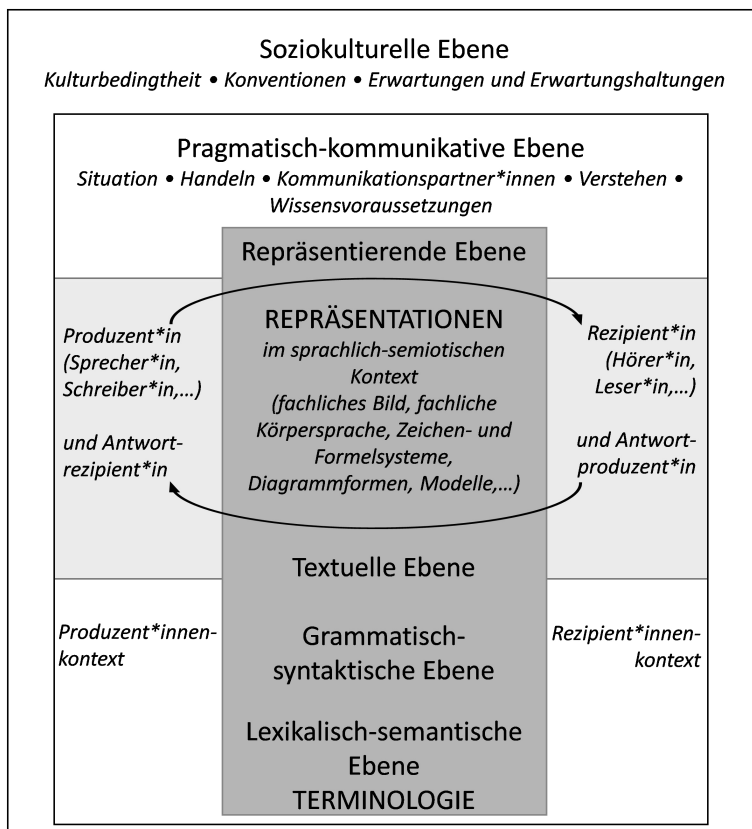 Soziokulturelle Ebene
Kulturbedingtheit • Konventionen • Erwartungen und Erwartungshaltungen
Pragmatisch-kommunikative Ebene
Situation • Handeln • Kommunikationspartner*innen • Verstehen •
Wissensvoraussetzungen
Repräsentierende Ebene
Produzent*in
(Sprecher*in,
Schreiber*in,...)
und Antwort-
rezipient*in
REPRÄSENTATIONEN
im sprachlich-semiotischen
Kontext
(fachliches Bild, fachliche
Körpersprache, Zeichen- und
Formelsysteme,
Diagrammformen, Modelle,...)
Rezipient*in
(Hörer*in,
Leser*in,...)
und Antwort-
produzent*in
Textuelle Ebene
Produzent*innen-
kontext
Grammatisch-
syntaktische Ebene
Rezipient*innen-
kontext
Lexikalisch-semantische
Ebene
TERMINOLOGIE